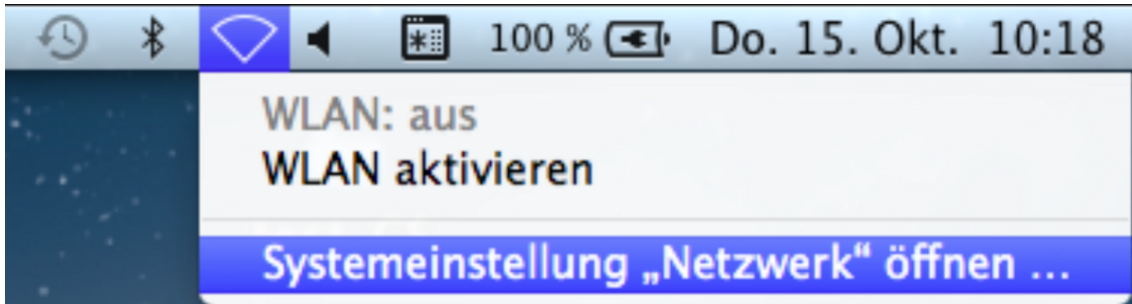 100 % Do. 15. Okt. 10:18
WLAN: aus
WLAN aktivieren
Systemeinstellung „Netzwerk“ öffnen ...